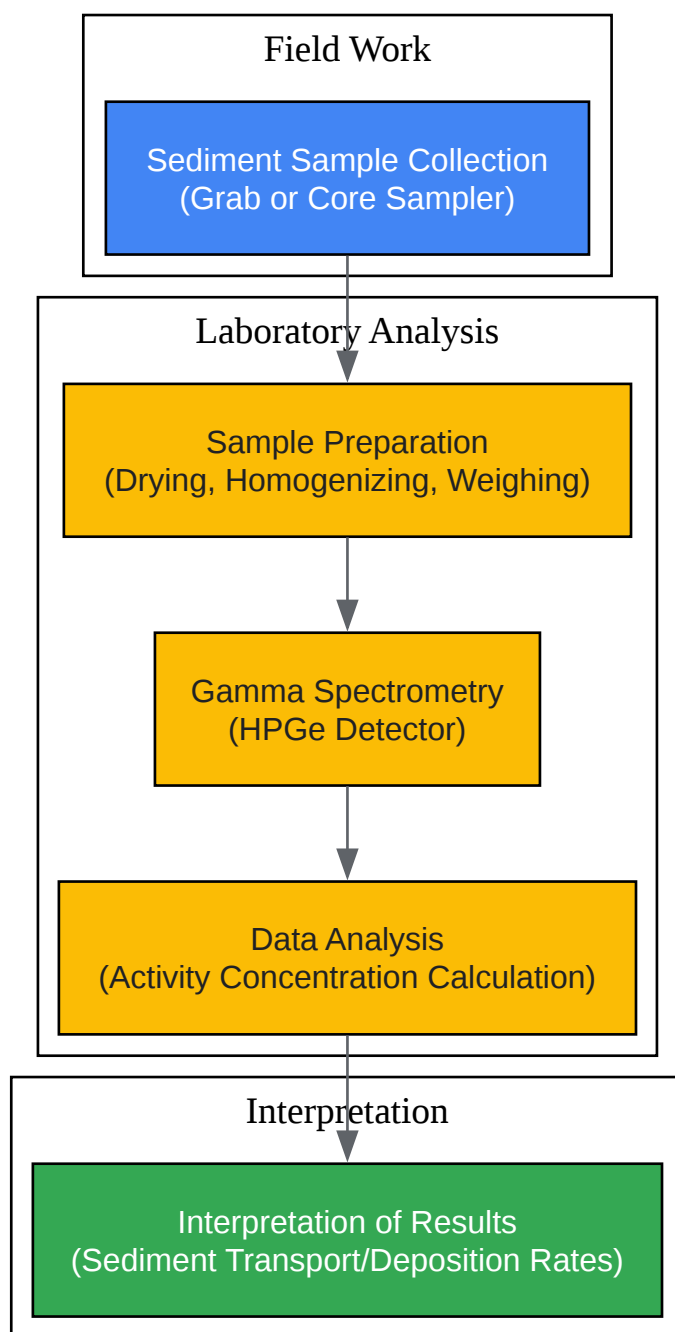 Field Work
Sediment Sample Collection
(Grab or Core Sampler)
Laboratory Analysis
Sample Preparation
(Drying, Homogenizing, Weighing)
Gamma Spectrometry
(HPGe Detector)
Data Analysis
(Activity Concentration Calculation)
Interpretation
Interpretation of Results
(Sediment Transport/Deposition Rates)